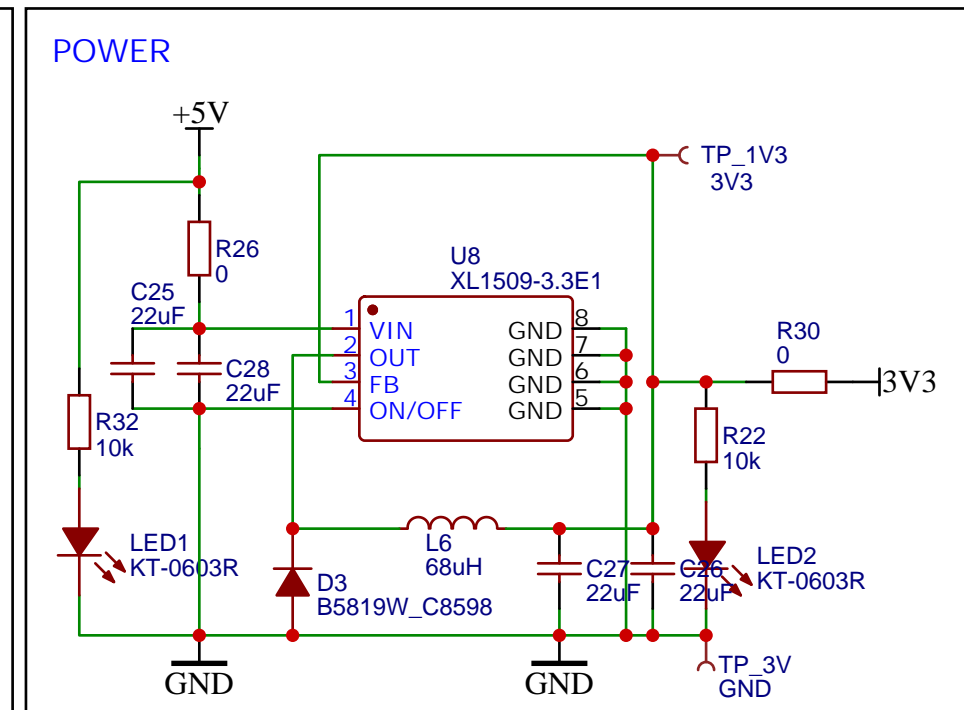 POWER
+5V
TP_1V3
3V3
R26
0
U8
XL1509-3.3E1
C25
22uF
1
VIN
GND
8
2
OUT
GND
7
3
FB
GND
6
4
ON/OFF
GND
5
R30
0
3V3
C28
22uF
R32
10k
R22
10k
LED1
KT-0603R
L6
68uH
D3
B5819W_C8598
C27
22uF
C26
22uF
LED2
KT-0603R
GND
GND
TP_3V
GND